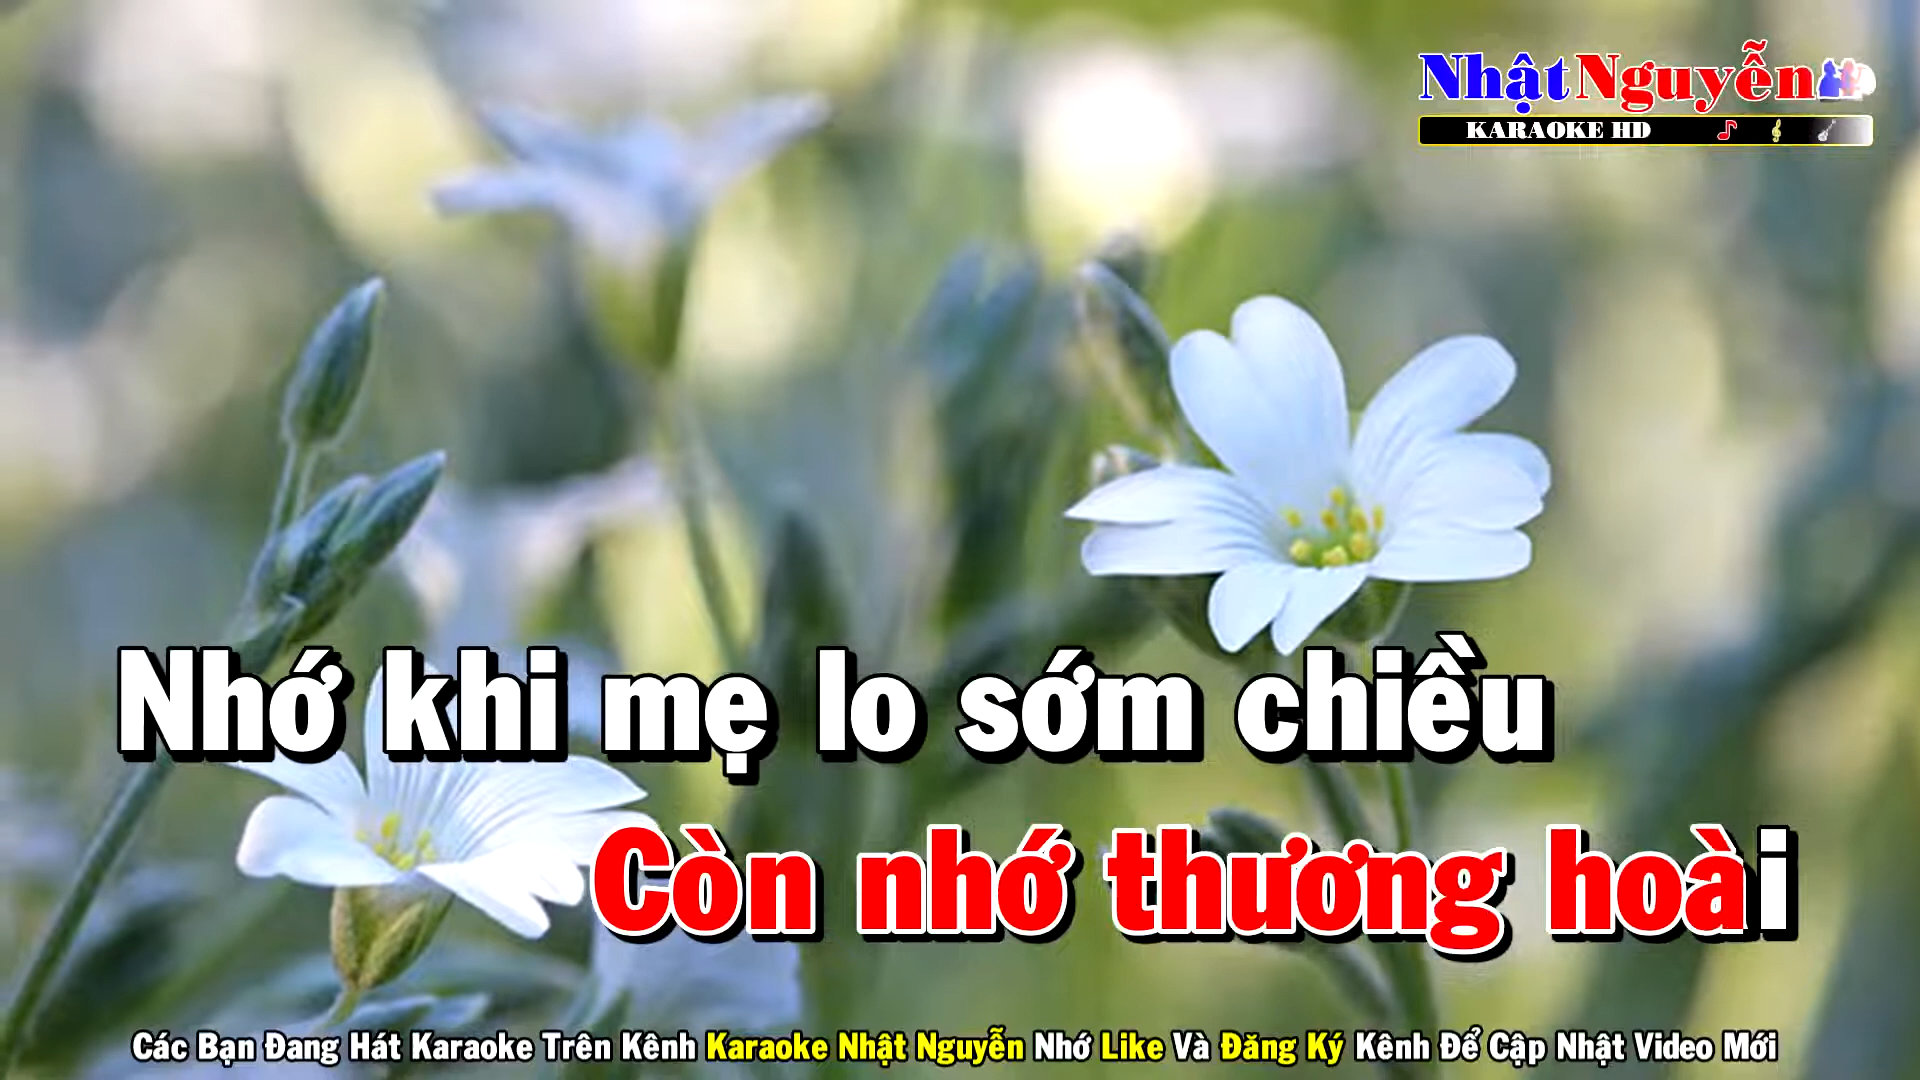 Nhật Nguyễn
KARAOKE HD
Nhớ khi mẹ lo sớm chiều
Còn nhớ thương hoài
Các Bạn Đang Hát Karaoke Trên Kênh Karaoke Nhật Nguyễn Nhớ Like Và Đăng Ký Kênh Để Cập Nhật Video Mới